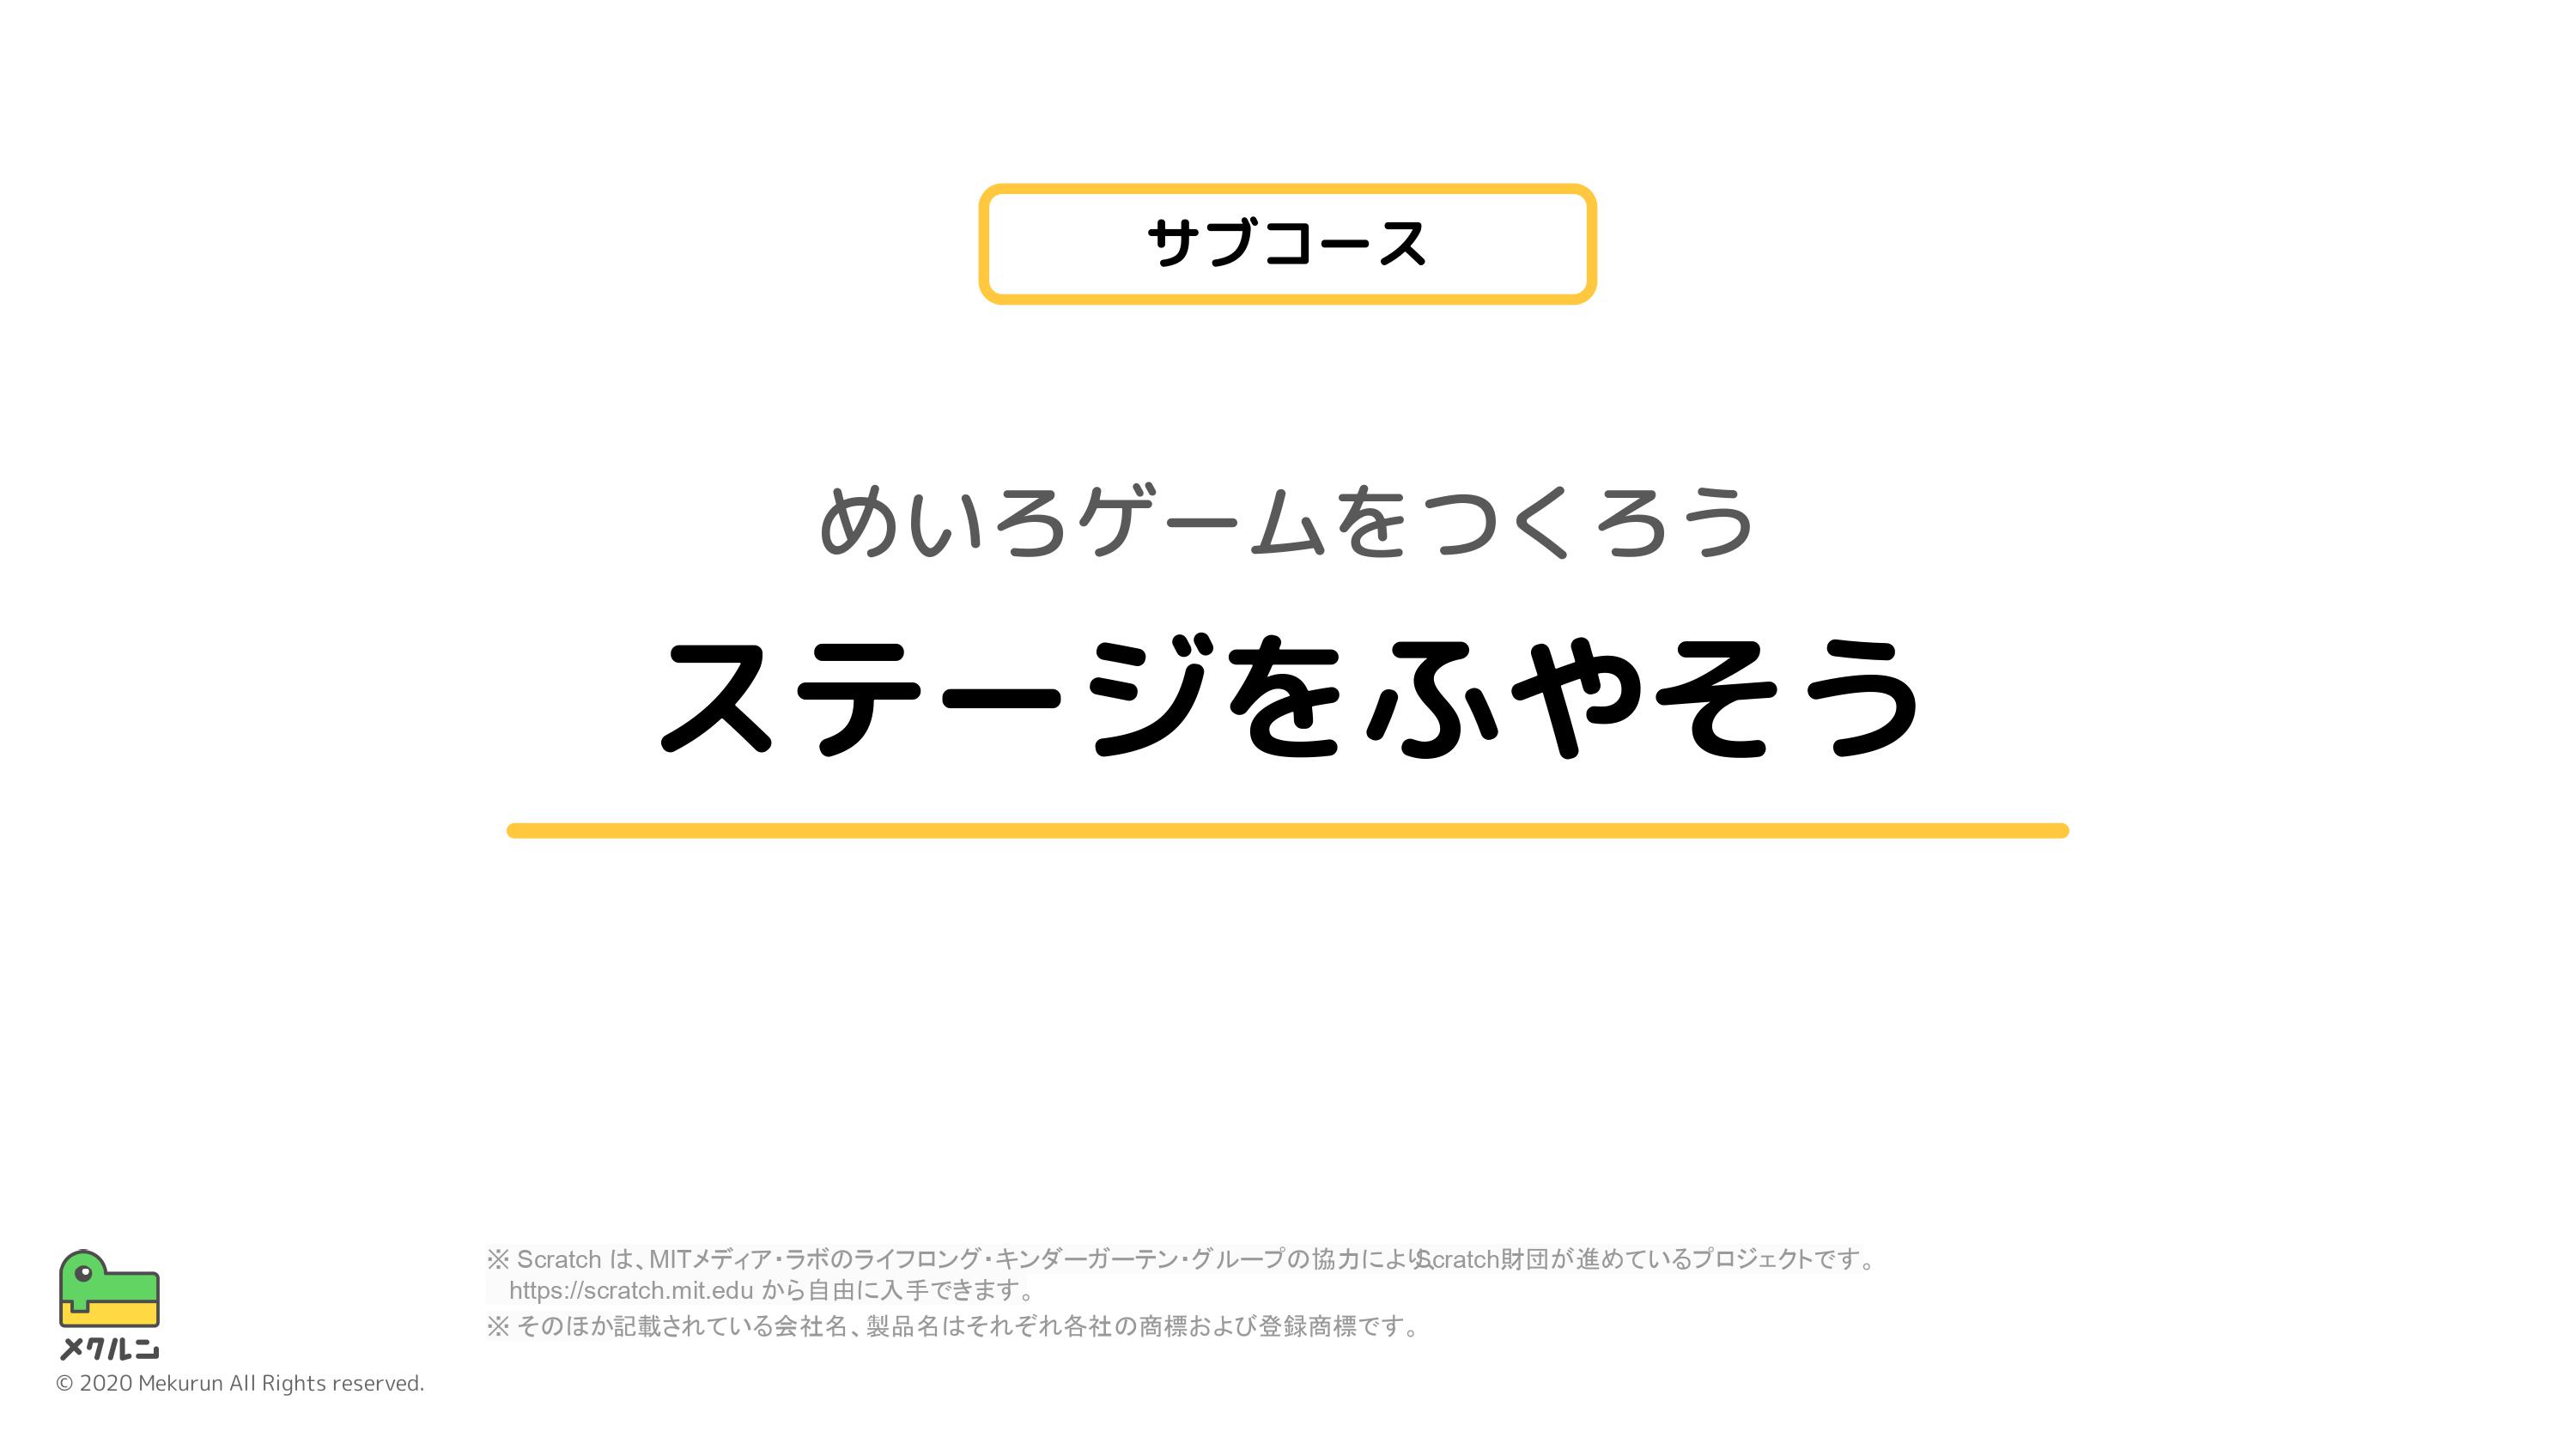 サブコース
めいろゲームをつくろう
ステージをふやそう
※ Scratch は、MITメディア・ラボのライフロング・キンダーガーテン・グループの協力により、Scratch財団が進めているプロジェクトです。
https://scratch.mit.edu から自由に入手できます。
※ そのほか記載されている会社名、製品名はそれぞれ各社の商標および登録商標です。
メクルン
© 2020 Mekurun All Rights reserved.